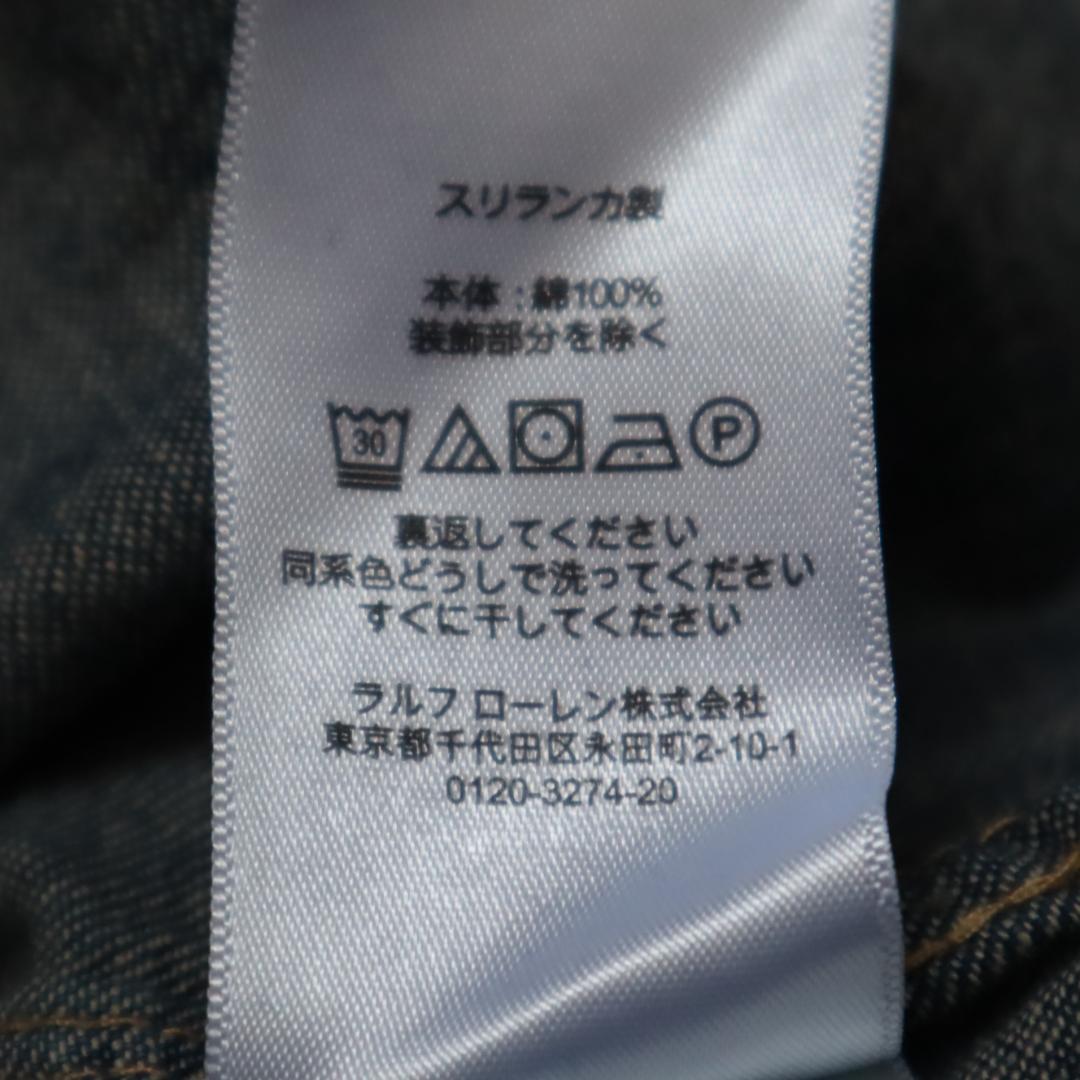 スリランカ製
本体：綿100%
装飾部分を除く
30 P
裏返してください
同系色どうしで洗ってください
すぐに干してください
ラルフ ローレン株式会社
東京都千代田区永田町2-10-1
0120-3274-20